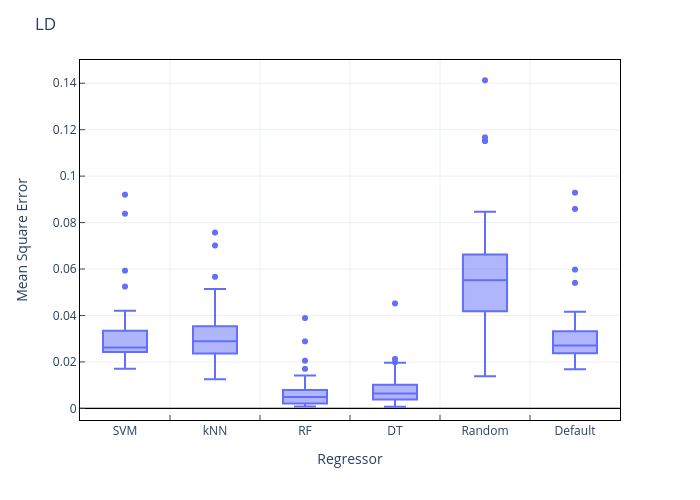 LD
Mean Square Error
0.14
0.12
0.1
0.08
0.06
0.04
0.02
0
SVM kNN RF DT Random Default
Regressor